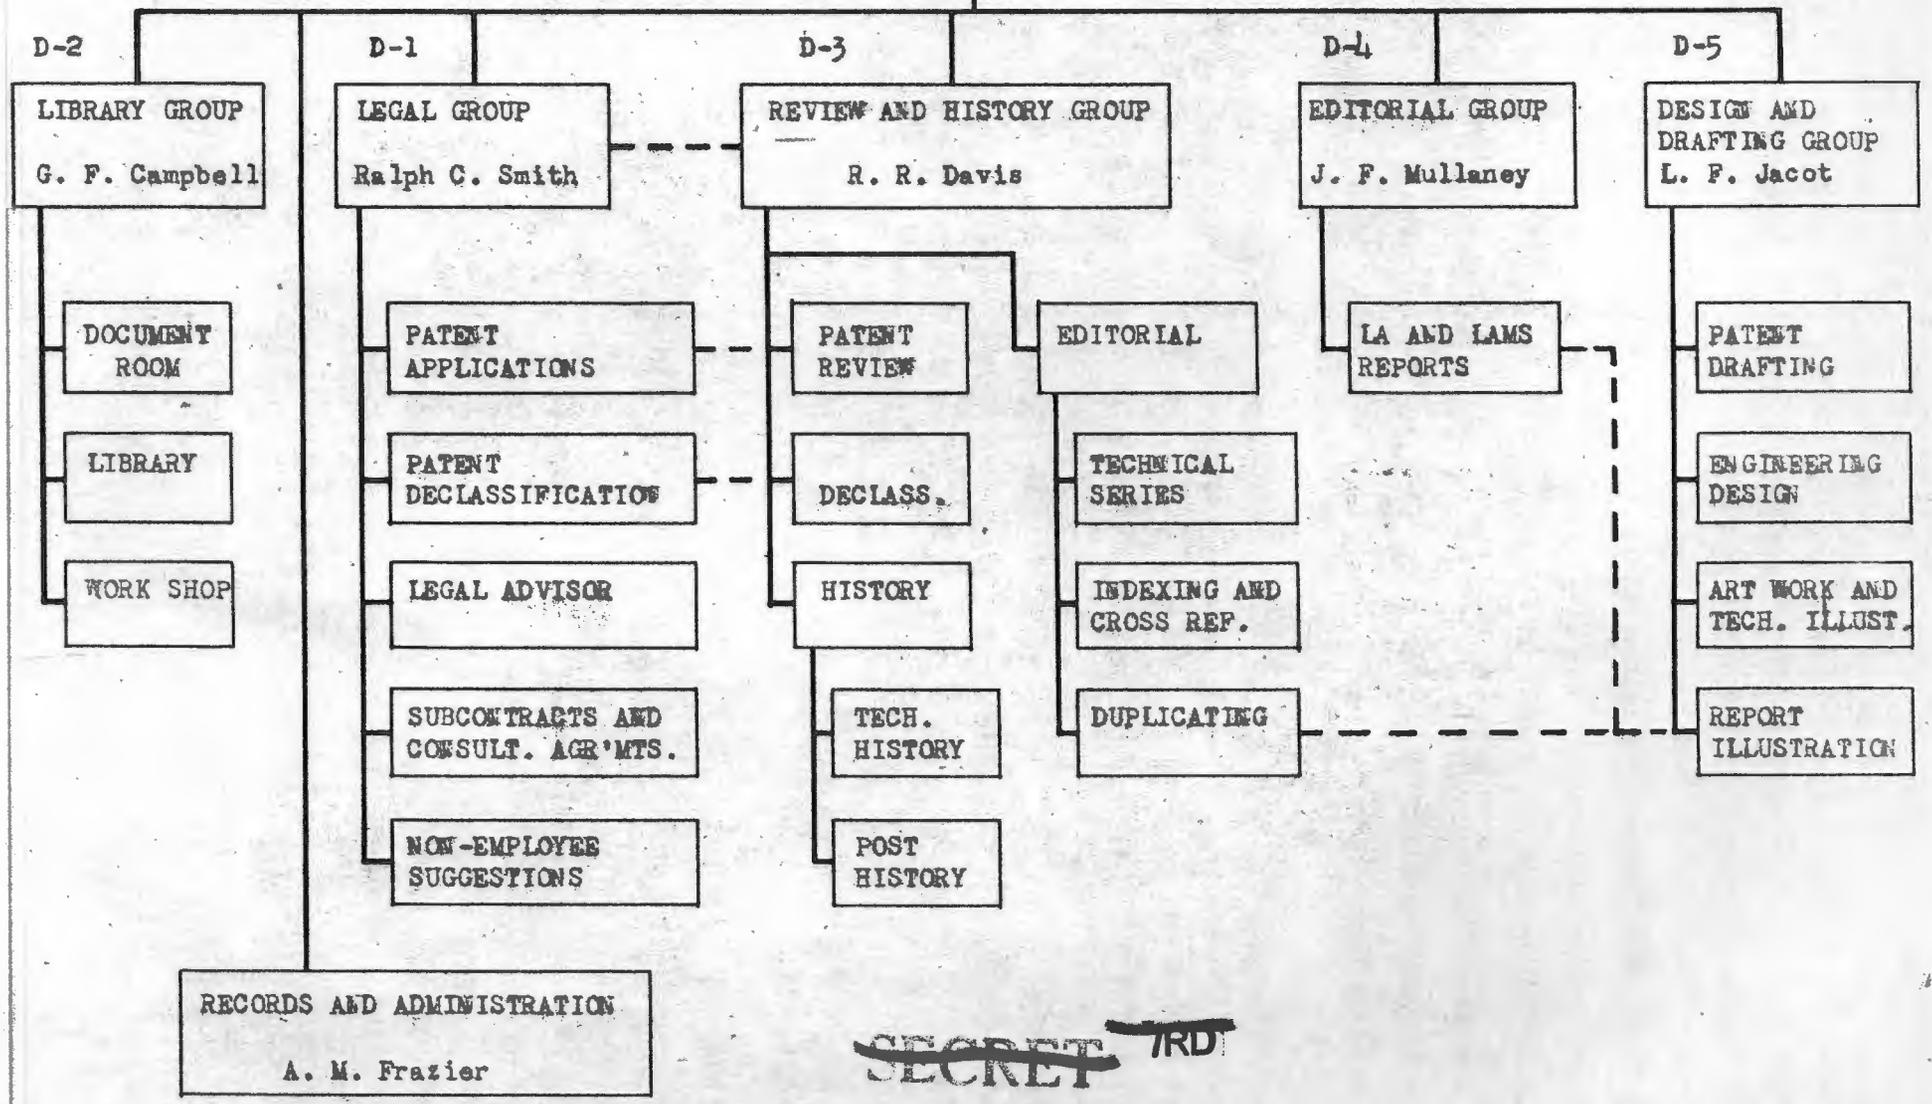 D-2
LIBRARY GROUP
G. F. Campbell
DOCUMENT
ROOM
LIBRARY
WORK SHOP
D-1
LEGAL GROUP
Ralph C. Smith
PATENT
APPLICATIONS
PATENT
DECLASSIFICATION
LEGAL ADVISOR
SUBCONTRACTS AND
CONSULT. AGR'MTS.
NON-EMPLOYEE
SUGGESTIONS
D-3
REVIEW AND HISTORY GROUP
R. R. Davis
PATENT
REVIEW
DECLASS.
HISTORY
TECH.
HISTORY
POST
HISTORY
EDITORIAL
TECHNICAL
SERIES
INDEXING AND
CROSS REF.
DUPLICATING
D-4
EDITORIAL GROUP
J. F. Mullaney
LA AND LAMS
REPORTS
D-5
DESIGN AND
DRAFTING GROUP
L. F. Jacot
PATENT
DRAFTING
ENGINEERING
DESIGN
ART WORK AND
TECH. ILLUST.
REPORT
ILLUSTRATION
RECORDS AND ADMINISTRATION
A. M. Frazier
SECRET /RD